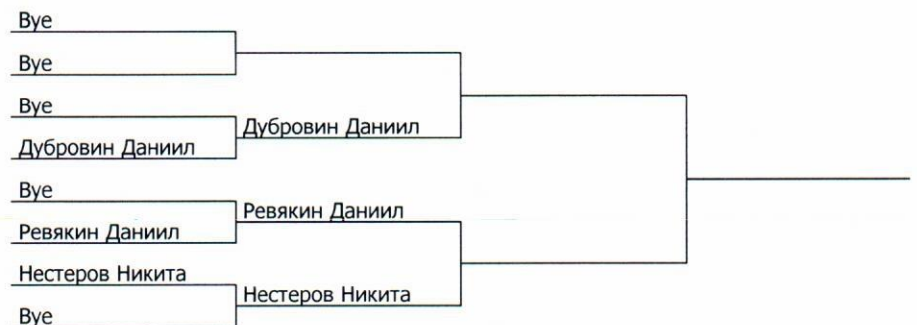 Bye
Bye
Bye
Дубровин Даниил
Дубровин Даниил
Bye
Ревякин Даниил
Ревякин Даниил
Нестеров Никита
Нестеров Никита
Bye